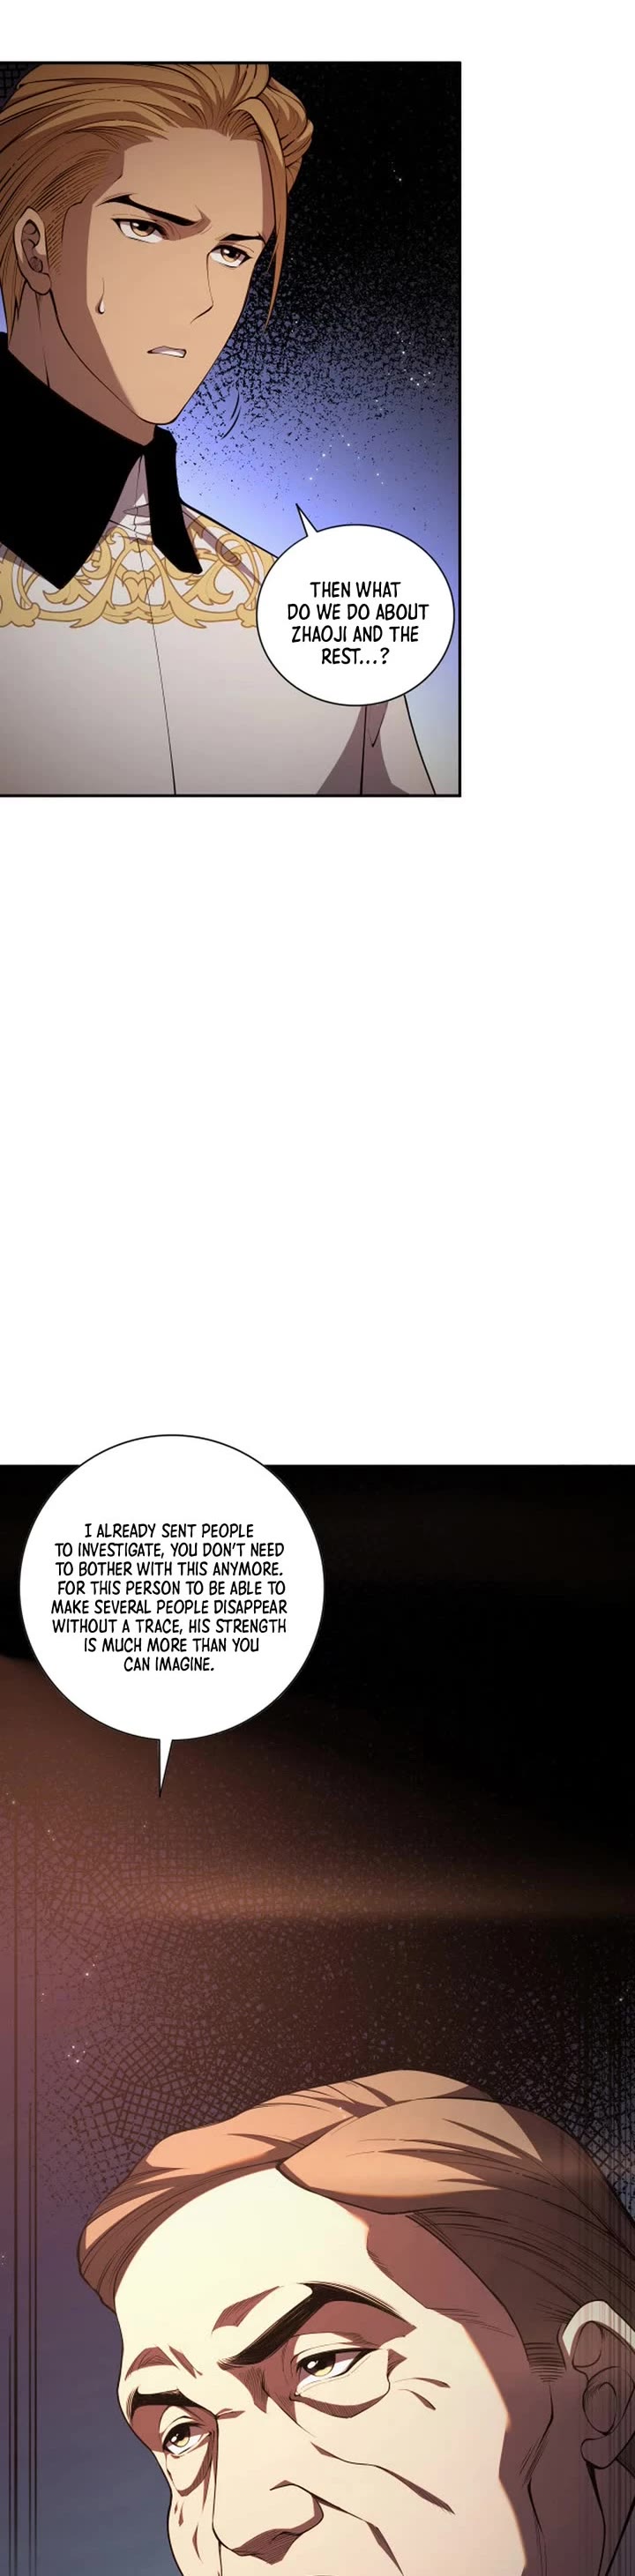 THEN WHAT
DO WE DO ABOUT
ZHAOJI AND THE
REST...?
I ALREADY SENT PEOPLE
TO INVESTIGATE, YOU DON'T NEED
TO BOTHER WITH THIS ANYMORE.
FOR THIS PERSON TO BE ABLE TO
MAKE SEVERAL PEOPLE DISAPPEAR
WITHOUT A TRACE, HIS STRENGTH
IS MUCH MORE THAN YOU
CAN IMAGINE.